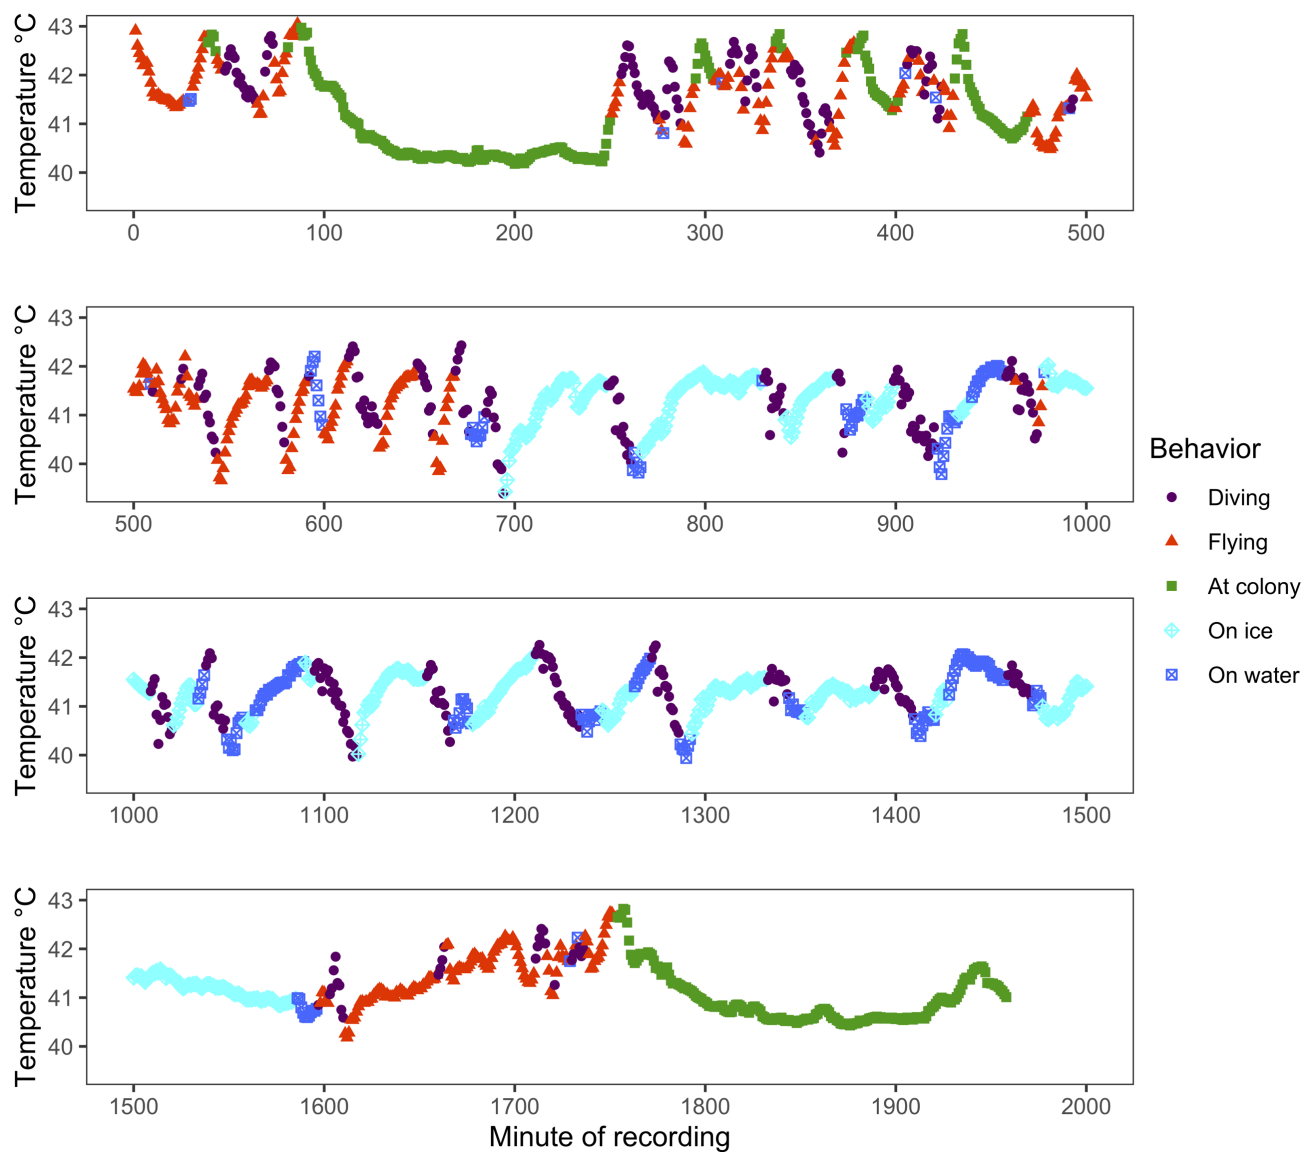 Temperature °C
43
42
41
40
0 100 200 300 400 500
Temperature °C
43
42
41
40
500 600 700 800 900 1000
Temperature °C
43
42
41
40
1000 1100 1200 1300 1400 1500
Temperature °C
43
42
41
40
1500 1600 1700 1800 1900 2000
Minute of recording
Behavior
Diving
Flying
At colony
On ice
On water